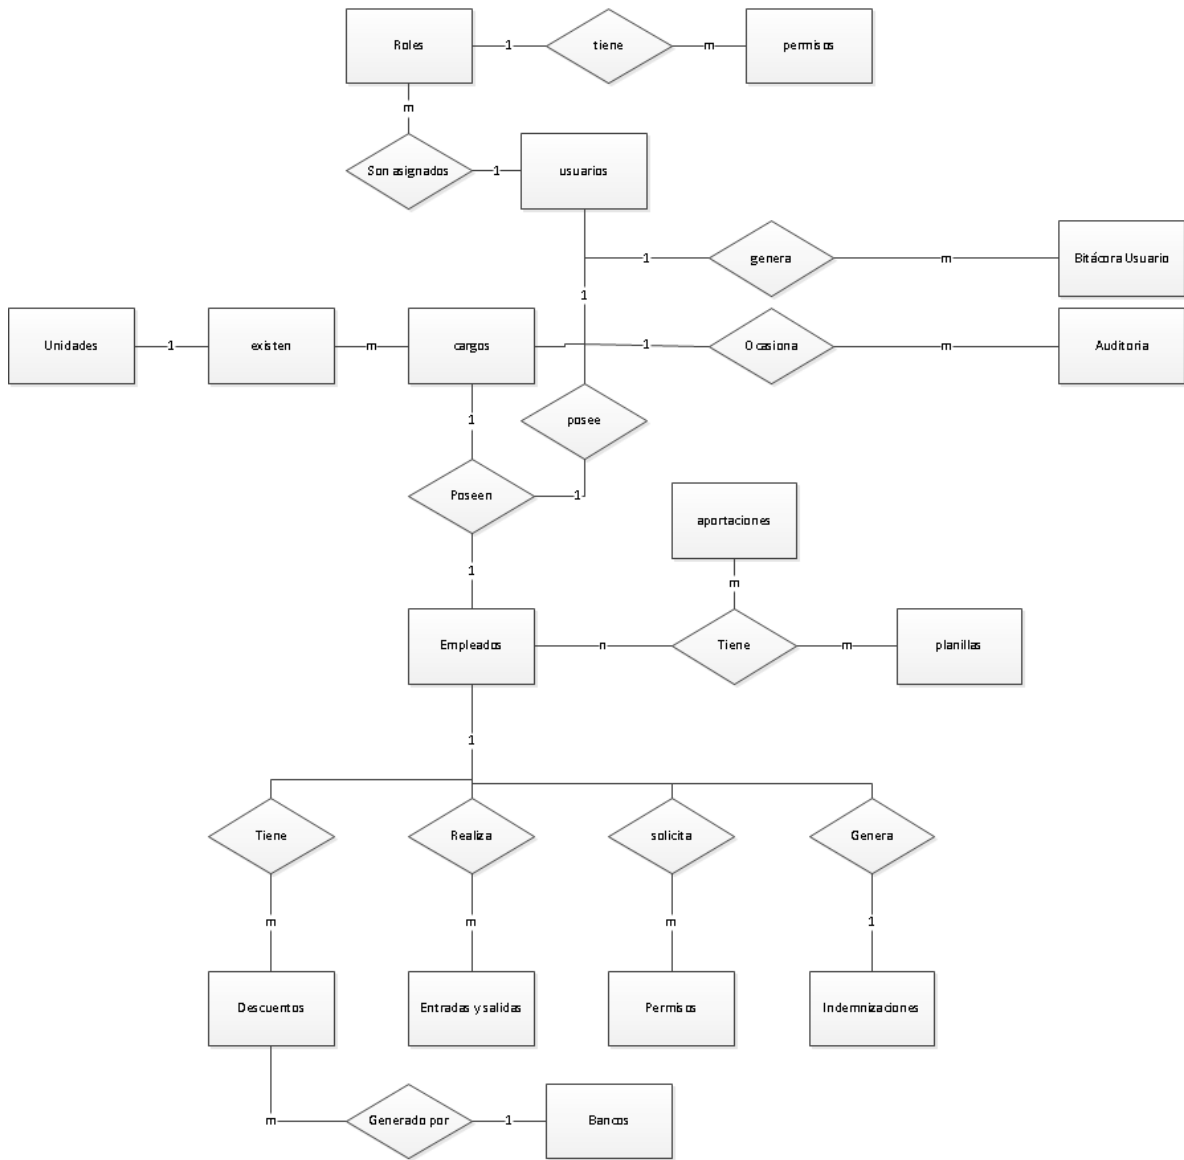 Roles
1
tiene
m
permisos
m
Son asignados
1
usuarios
1
genera
m
Bitácora Usuario
1
Unidades
1
existen
m
cargos
1
Ocasiona
m
Auditoria
1
posee
Poseen
1
aportaciones
1
m
Empleados
n
Tiene
m
planillas
1
Tiene
Realiza
solicita
Genera
m
m
m
1
Descuentos
Entradas y salidas
Permisos
Indemnizaciones
m
Generado por
1
Bancos